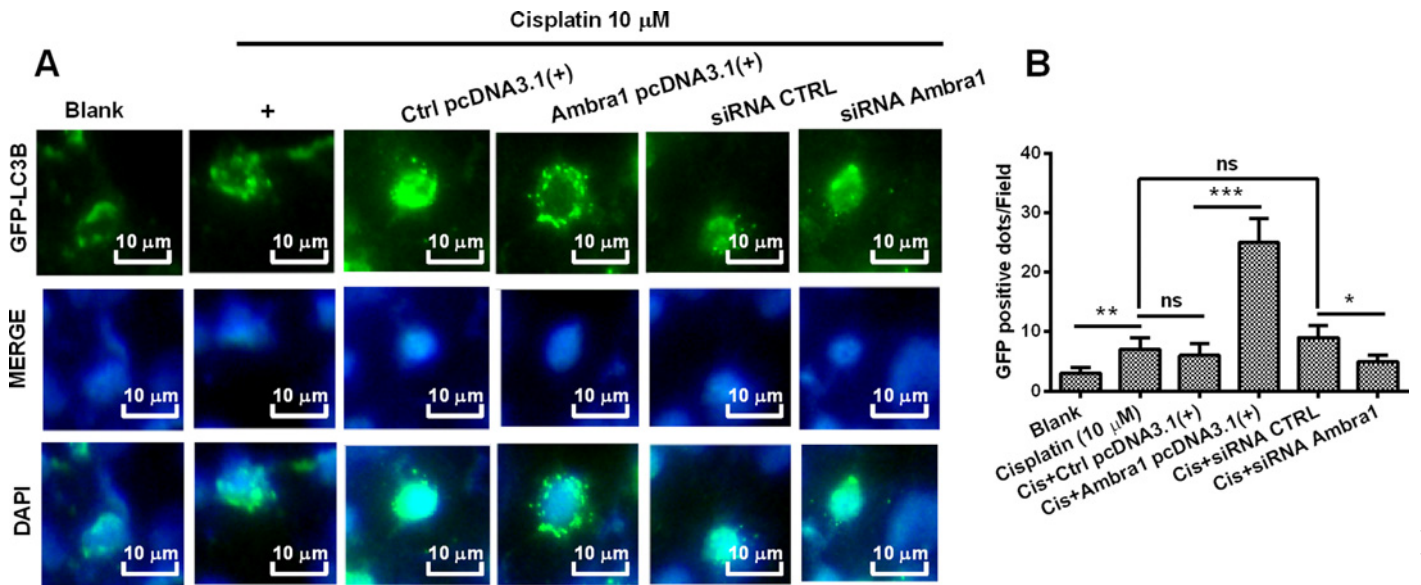 Cisplatin 10 μM
A
Blank
+
Ctrl pcDNA3.1(+)
Ambra1 pcDNA3.1(+)
siRNA CTRL
siRNA Ambra1
GFP-LC3B
10 μm
10 μm
10 μm
10 μm
10 μm
10 μm
MERGE
10 μm
10 μm
10 μm
10 μm
10 μm
10 μm
DAPI
10 μm
10 μm
10 μm
10 μm
10 μm
10 μm
B
GFP positive dots/Field
40
30
20
10
0
ns
***
**
ns
*
Blank
Cisplatin (10 μM)
Cis+Ctrl pcDNA3.1(+)
Cis+Ambra1 pcDNA3.1(+)
Cis+siRNA CTRL
Cis+siRNA Ambra1